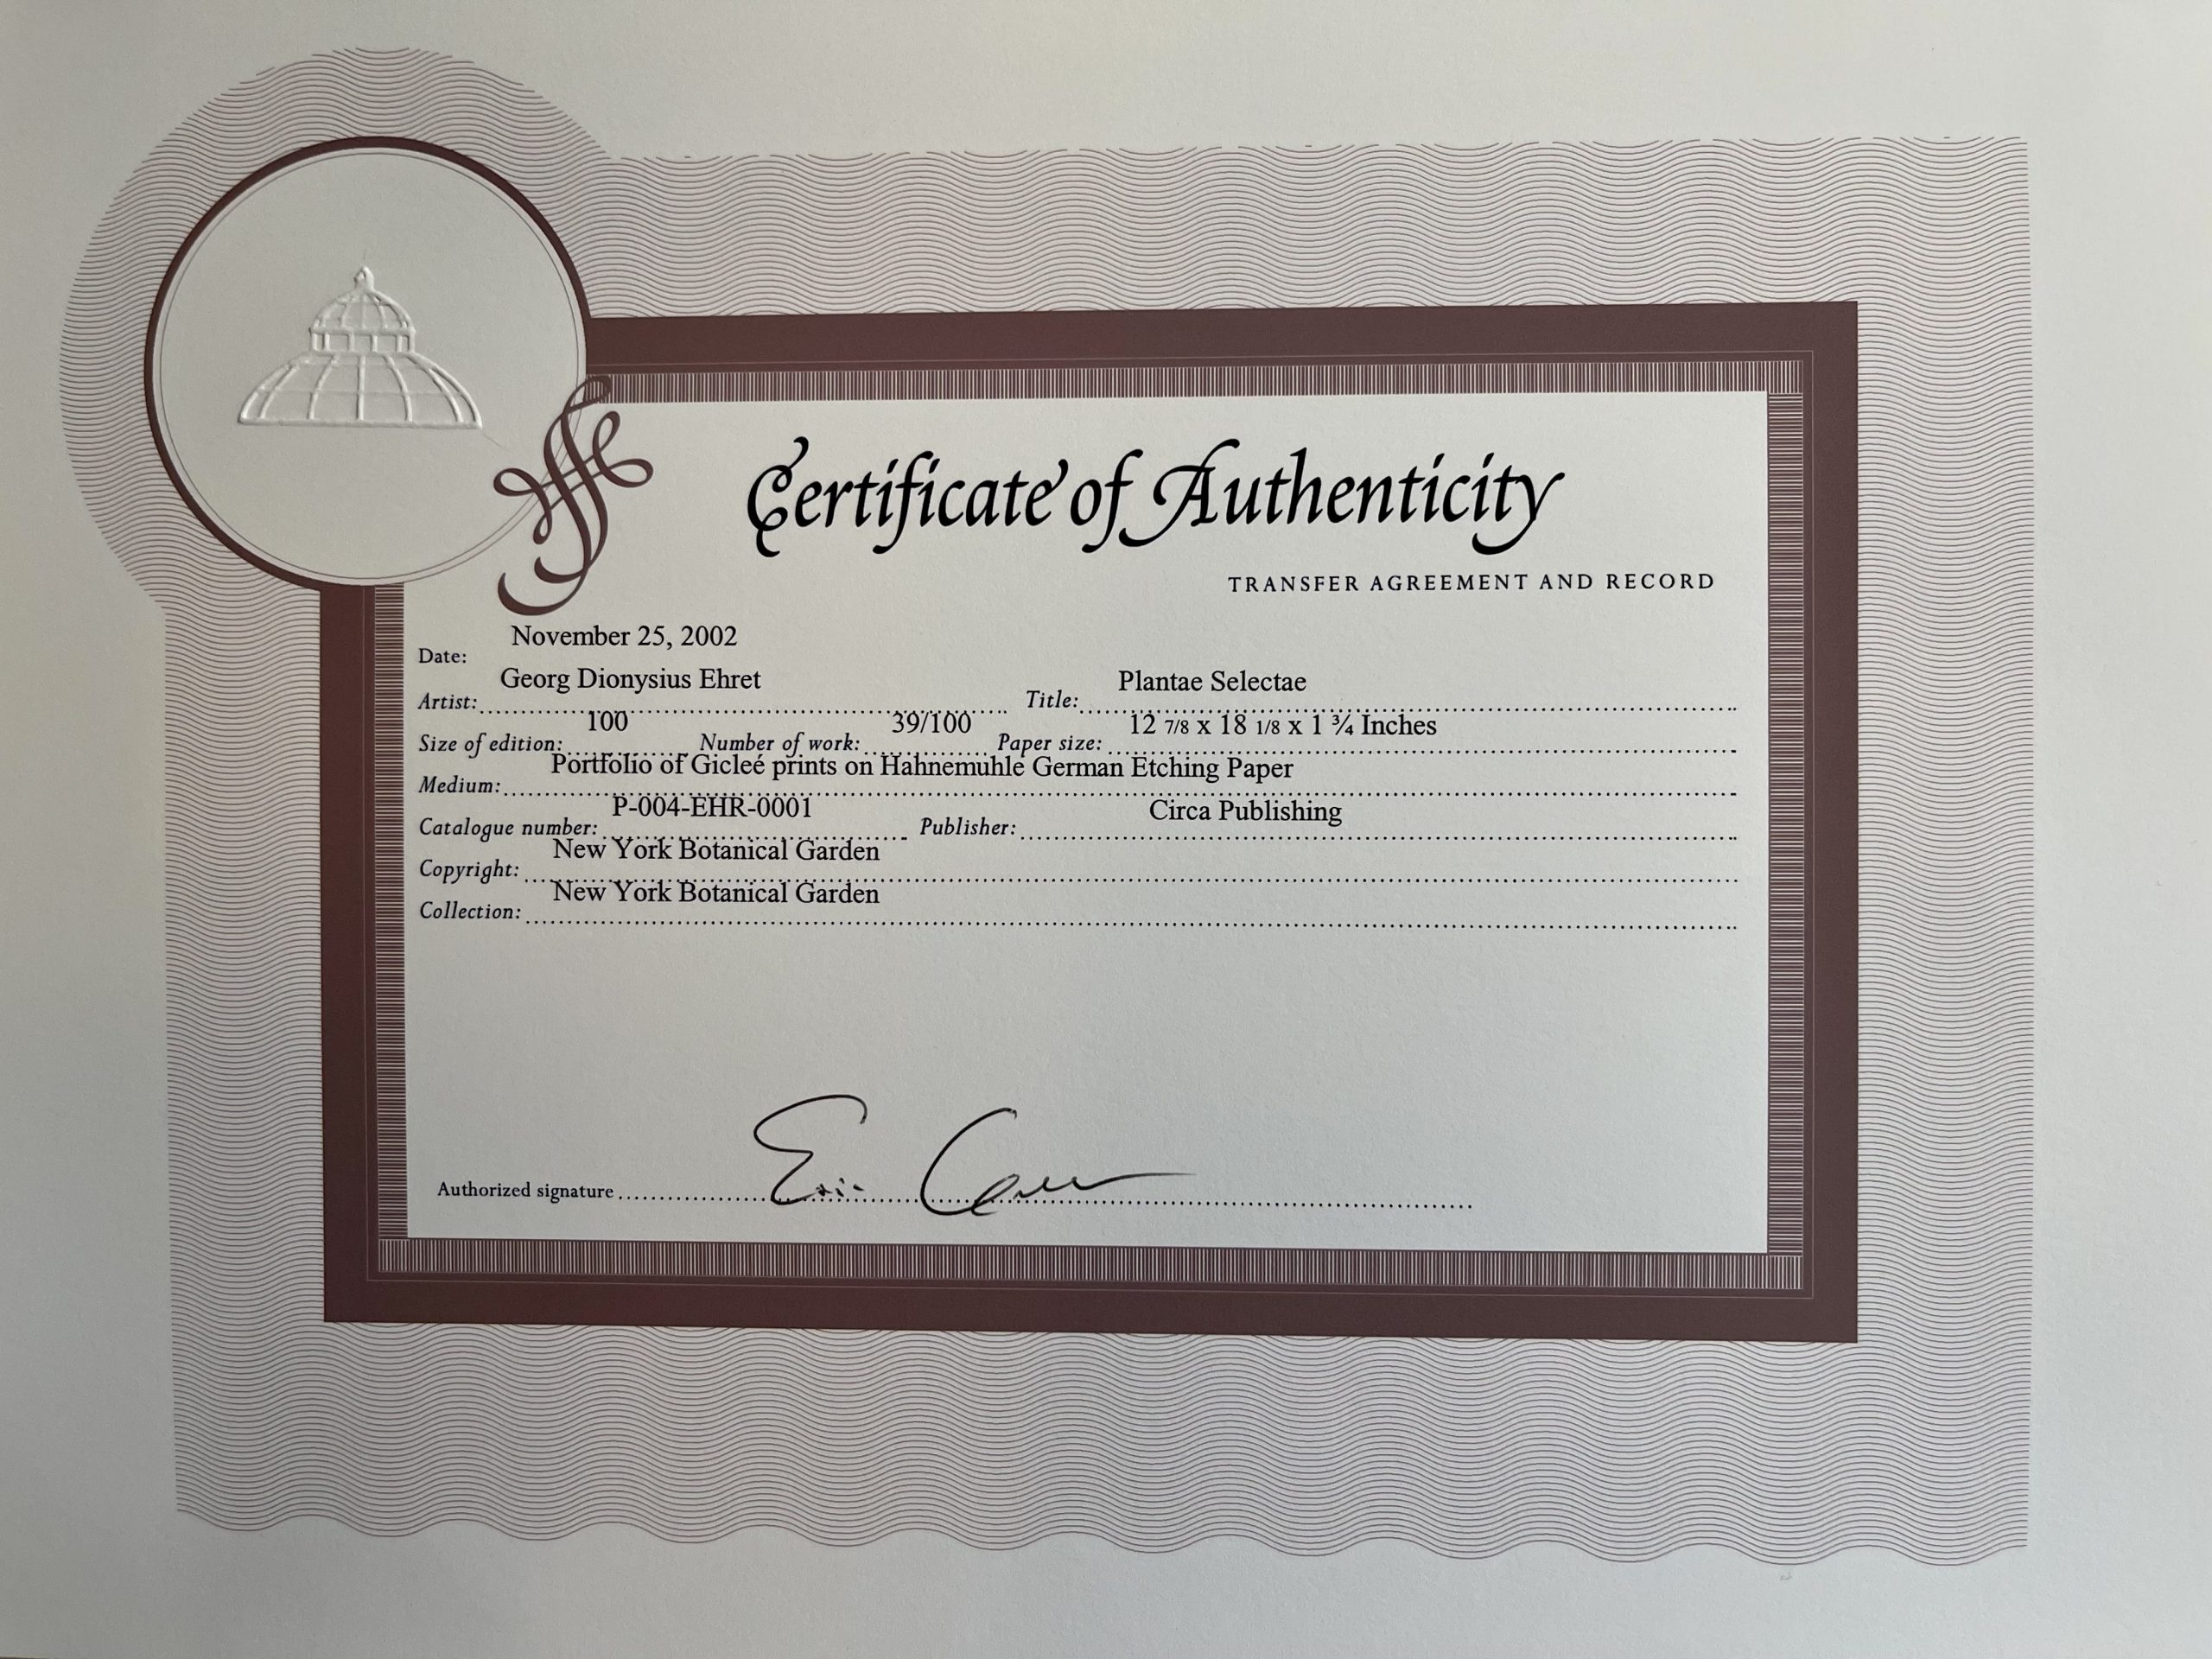 Certificate of Authenticity
TRANSFER AGREEMENT AND RECORD
Date: November 25, 2002
Artist: Georg Dionysius Ehret Title: Plantae Selectae
Size of edition: 100 Number of work: 39/100 Paper size: 12 7/8 x 18 1/8 x 1 ¾ Inches
Medium: Portfolio of Gicleé prints on Hahnemuhle German Etching Paper
Catalogue number: P-004-EHR-0001 Publisher: Circa Publishing
Copyright: New York Botanical Garden
Collection: New York Botanical Garden
Authorized signature